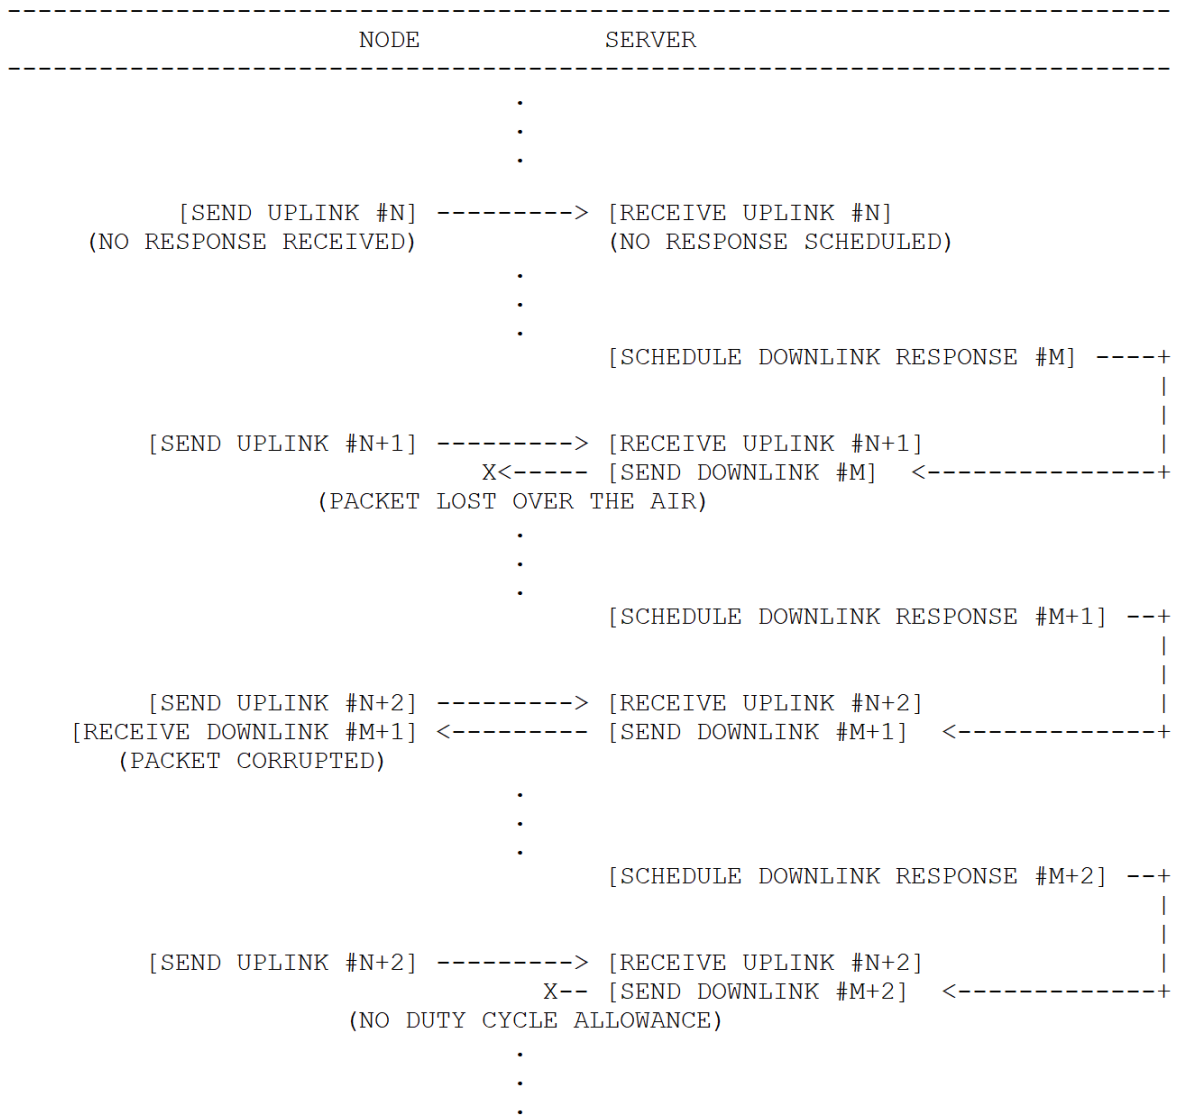 ----------------------------------------------------------------------------
NODE SERVER
----------------------------------------------------------------------------
.
.
.
[SEND UPLINK #N] ---------> [RECEIVE UPLINK #N]
(NO RESPONSE RECEIVED) (NO RESPONSE SCHEDULED)
.
.
.
[SCHEDULE DOWNLINK RESPONSE #M] ----+
|
|
[SEND UPLINK #N+1] ---------> [RECEIVE UPLINK #N+1] |
X<----- [SEND DOWNLINK #M] <---------------+
(PACKET LOST OVER THE AIR)
.
.
.
[SCHEDULE DOWNLINK RESPONSE #M+1] --+
|
|
[SEND UPLINK #N+2] ---------> [RECEIVE UPLINK #N+2] |
[RECEIVE DOWNLINK #M+1] <--------- [SEND DOWNLINK #M+1] <-------------+
(PACKET CORRUPTED)
.
.
.
[SCHEDULE DOWNLINK RESPONSE #M+2] --+
|
|
[SEND UPLINK #N+2] ---------> [RECEIVE UPLINK #N+2] |
X-- [SEND DOWNLINK #M+2] <-------------+
(NO DUTY CYCLE ALLOWANCE)
.
.
.